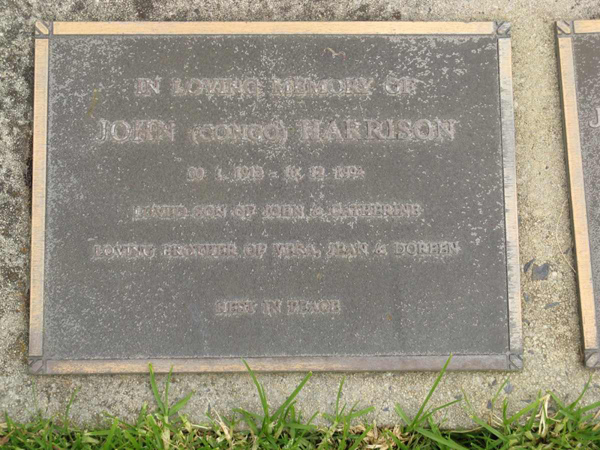 IN LOVING MEMORY OF
JOHN (CONGO) HARRISON
LOVED SON OF JOHN & CATHERINE
LOVING BROTHER OF VERA, JEAN & DOREEN
REST IN PEACE